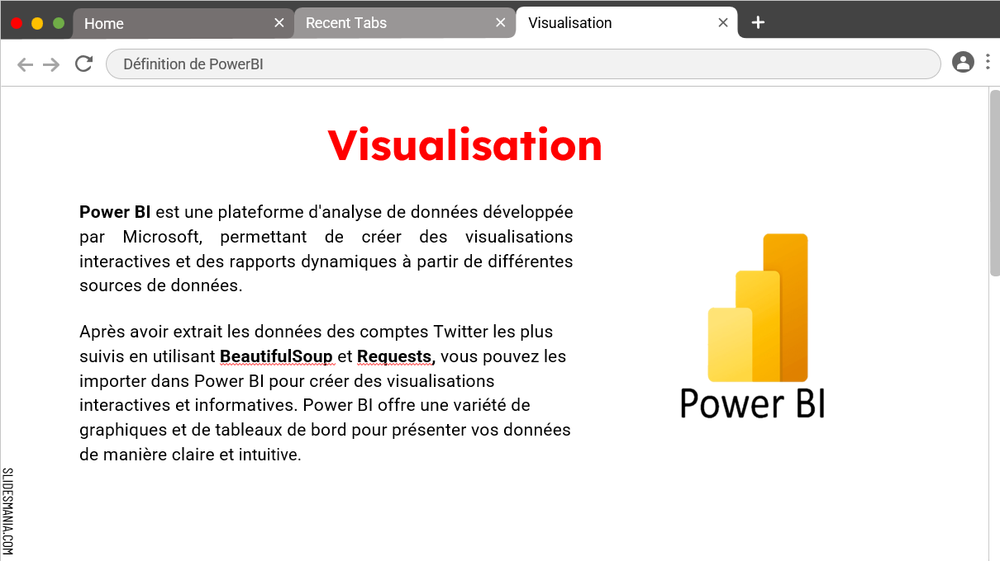 Home
Recent Tabs
Visualisation
Définition de PowerBI
Visualisation
Power BI est une plateforme d'analyse de données développée
par Microsoft, permettant de créer des visualisations
interactives et des rapports dynamiques à partir de différentes
sources de données.
Après avoir extrait les données des comptes Twitter les plus
suivis en utilisant BeautifulSoup et Requests, vous pouvez les
importer dans Power BI pour créer des visualisations
interactives et informatives. Power BI offre une variété de
graphiques et de tableaux de bord pour présenter vos données
de manière claire et intuitive.
Power BI
SLIDESMANIA.COM